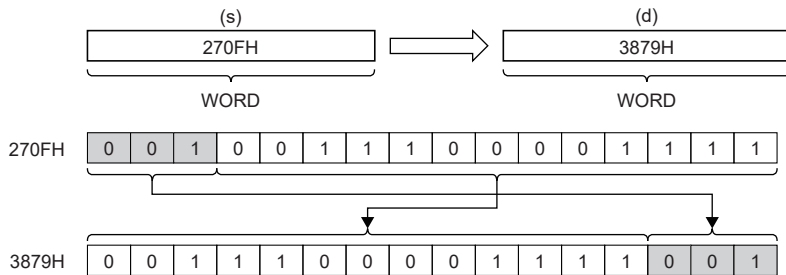 (s) (d)
270FH 3879H
WORD WORD
270FH 0 0 1 0 0 1 1 1 0 0 0 0 1 1 1 1
3879H 0 0 1 1 1 0 0 0 0 1 1 1 1 0 0 1